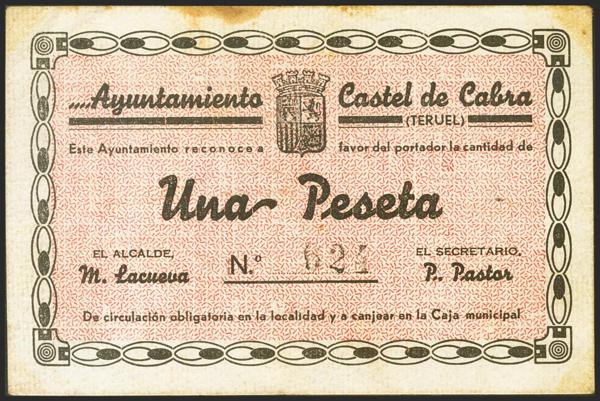 Ayuntamiento Castel de Cabra
(TERUEL)
Este Ayuntamiento reconoce a favor del portador la cantidad de
Una Peseta
EL ALCALDE,
M. Lacueva
N.º 624
EL SECRETARIO,
P. Pastor
De circulación obligatoria en la localidad y a canjear en la Caja municipal